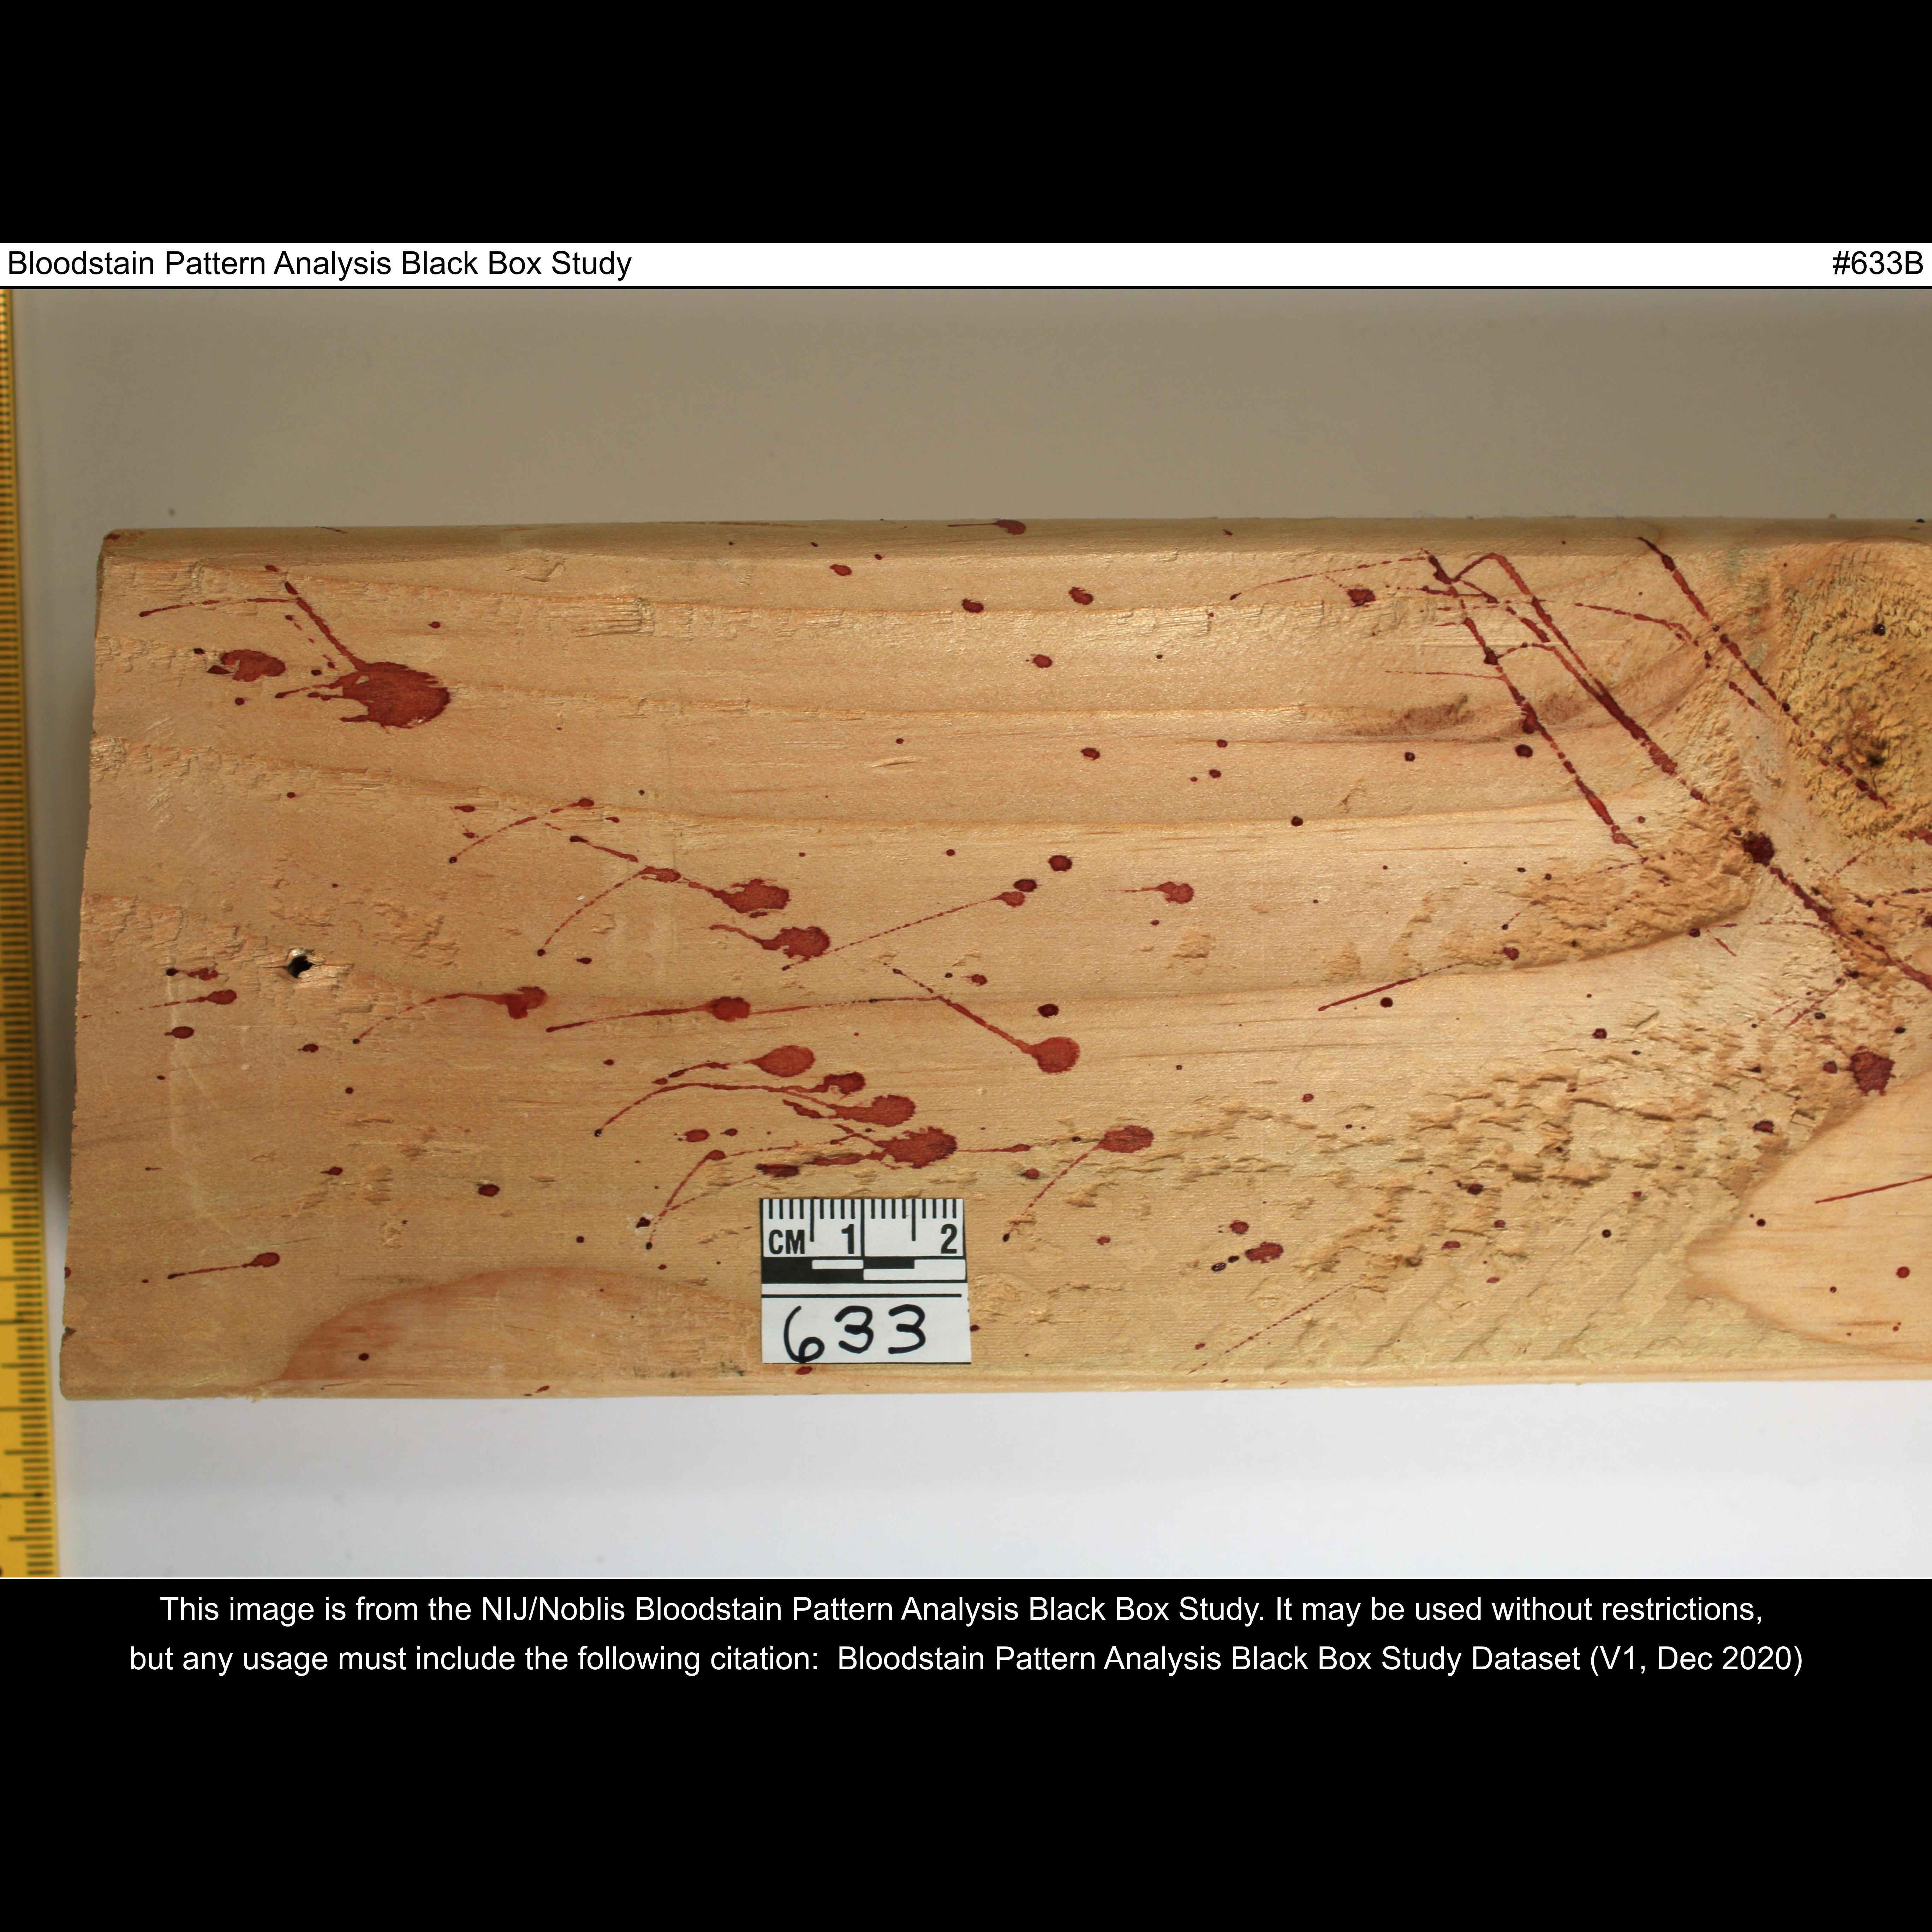 Bloodstain Pattern Analysis Black Box Study #633B
CM 1 2
633
This image is from the NIJ/Noblis Bloodstain Pattern Analysis Black Box Study. It may be used without restrictions,
but any usage must include the following citation: Bloodstain Pattern Analysis Black Box Study Dataset (V1, Dec 2020)